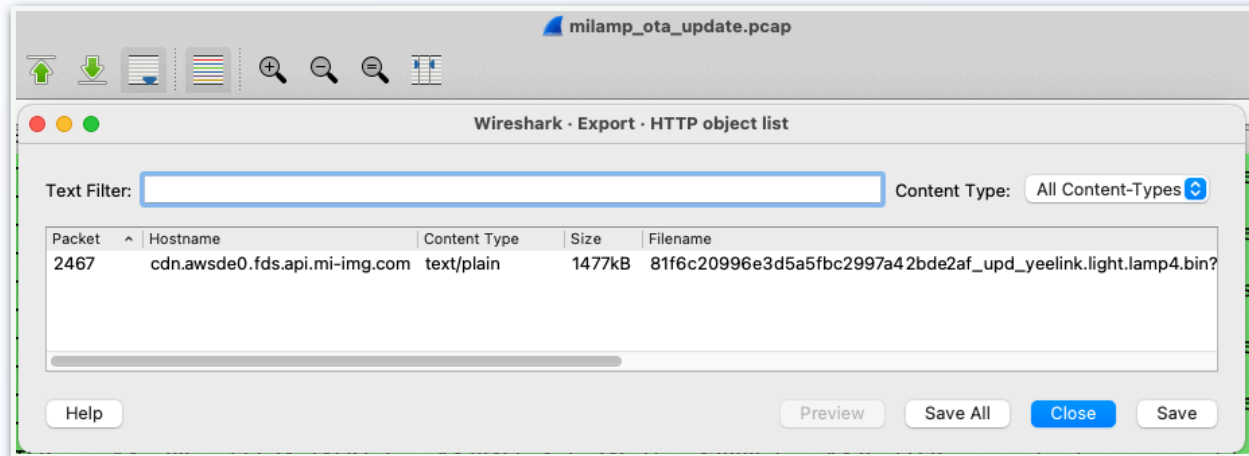 milamp_ota_update.pcap
Wireshark · Export · HTTP object list
Text Filter: Content Type: All Content-Types
Packet Hostname Content Type Size Filename
2467 cdn.awsde0.fds.api.mi-img.com text/plain 1477kB 81f6c20996e3d5a5fbc2997a42bde2af_upd_yeelink.light.lamp4.bin?
Help Preview Save All Close Save